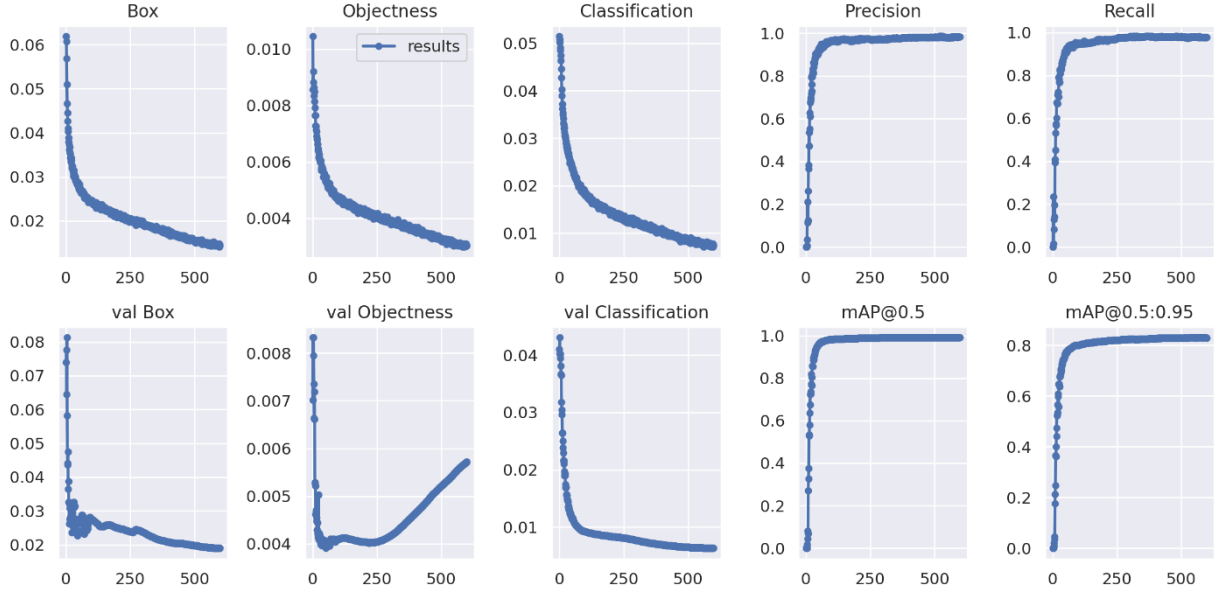 Box
Objectness
Classification
Precision
Recall
results
0.06
0.05
0.04
0.03
0.02
0 250 500
0.010
0.008
0.006
0.004
0 250 500
0.05
0.04
0.03
0.02
0.01
0 250 500
1.0
0.8
0.6
0.4
0.2
0.0
0 250 500
1.0
0.8
0.6
0.4
0.2
0.0
0 250 500
val Box
val Objectness
val Classification
mAP@0.5
mAP@0.5:0.95
0.08
0.07
0.06
0.05
0.04
0.03
0.02
0 250 500
0.008
0.007
0.006
0.005
0.004
0 250 500
0.04
0.03
0.02
0.01
0 250 500
1.0
0.8
0.6
0.4
0.2
0.0
0 250 500
0.8
0.6
0.4
0.2
0.0
0 250 500